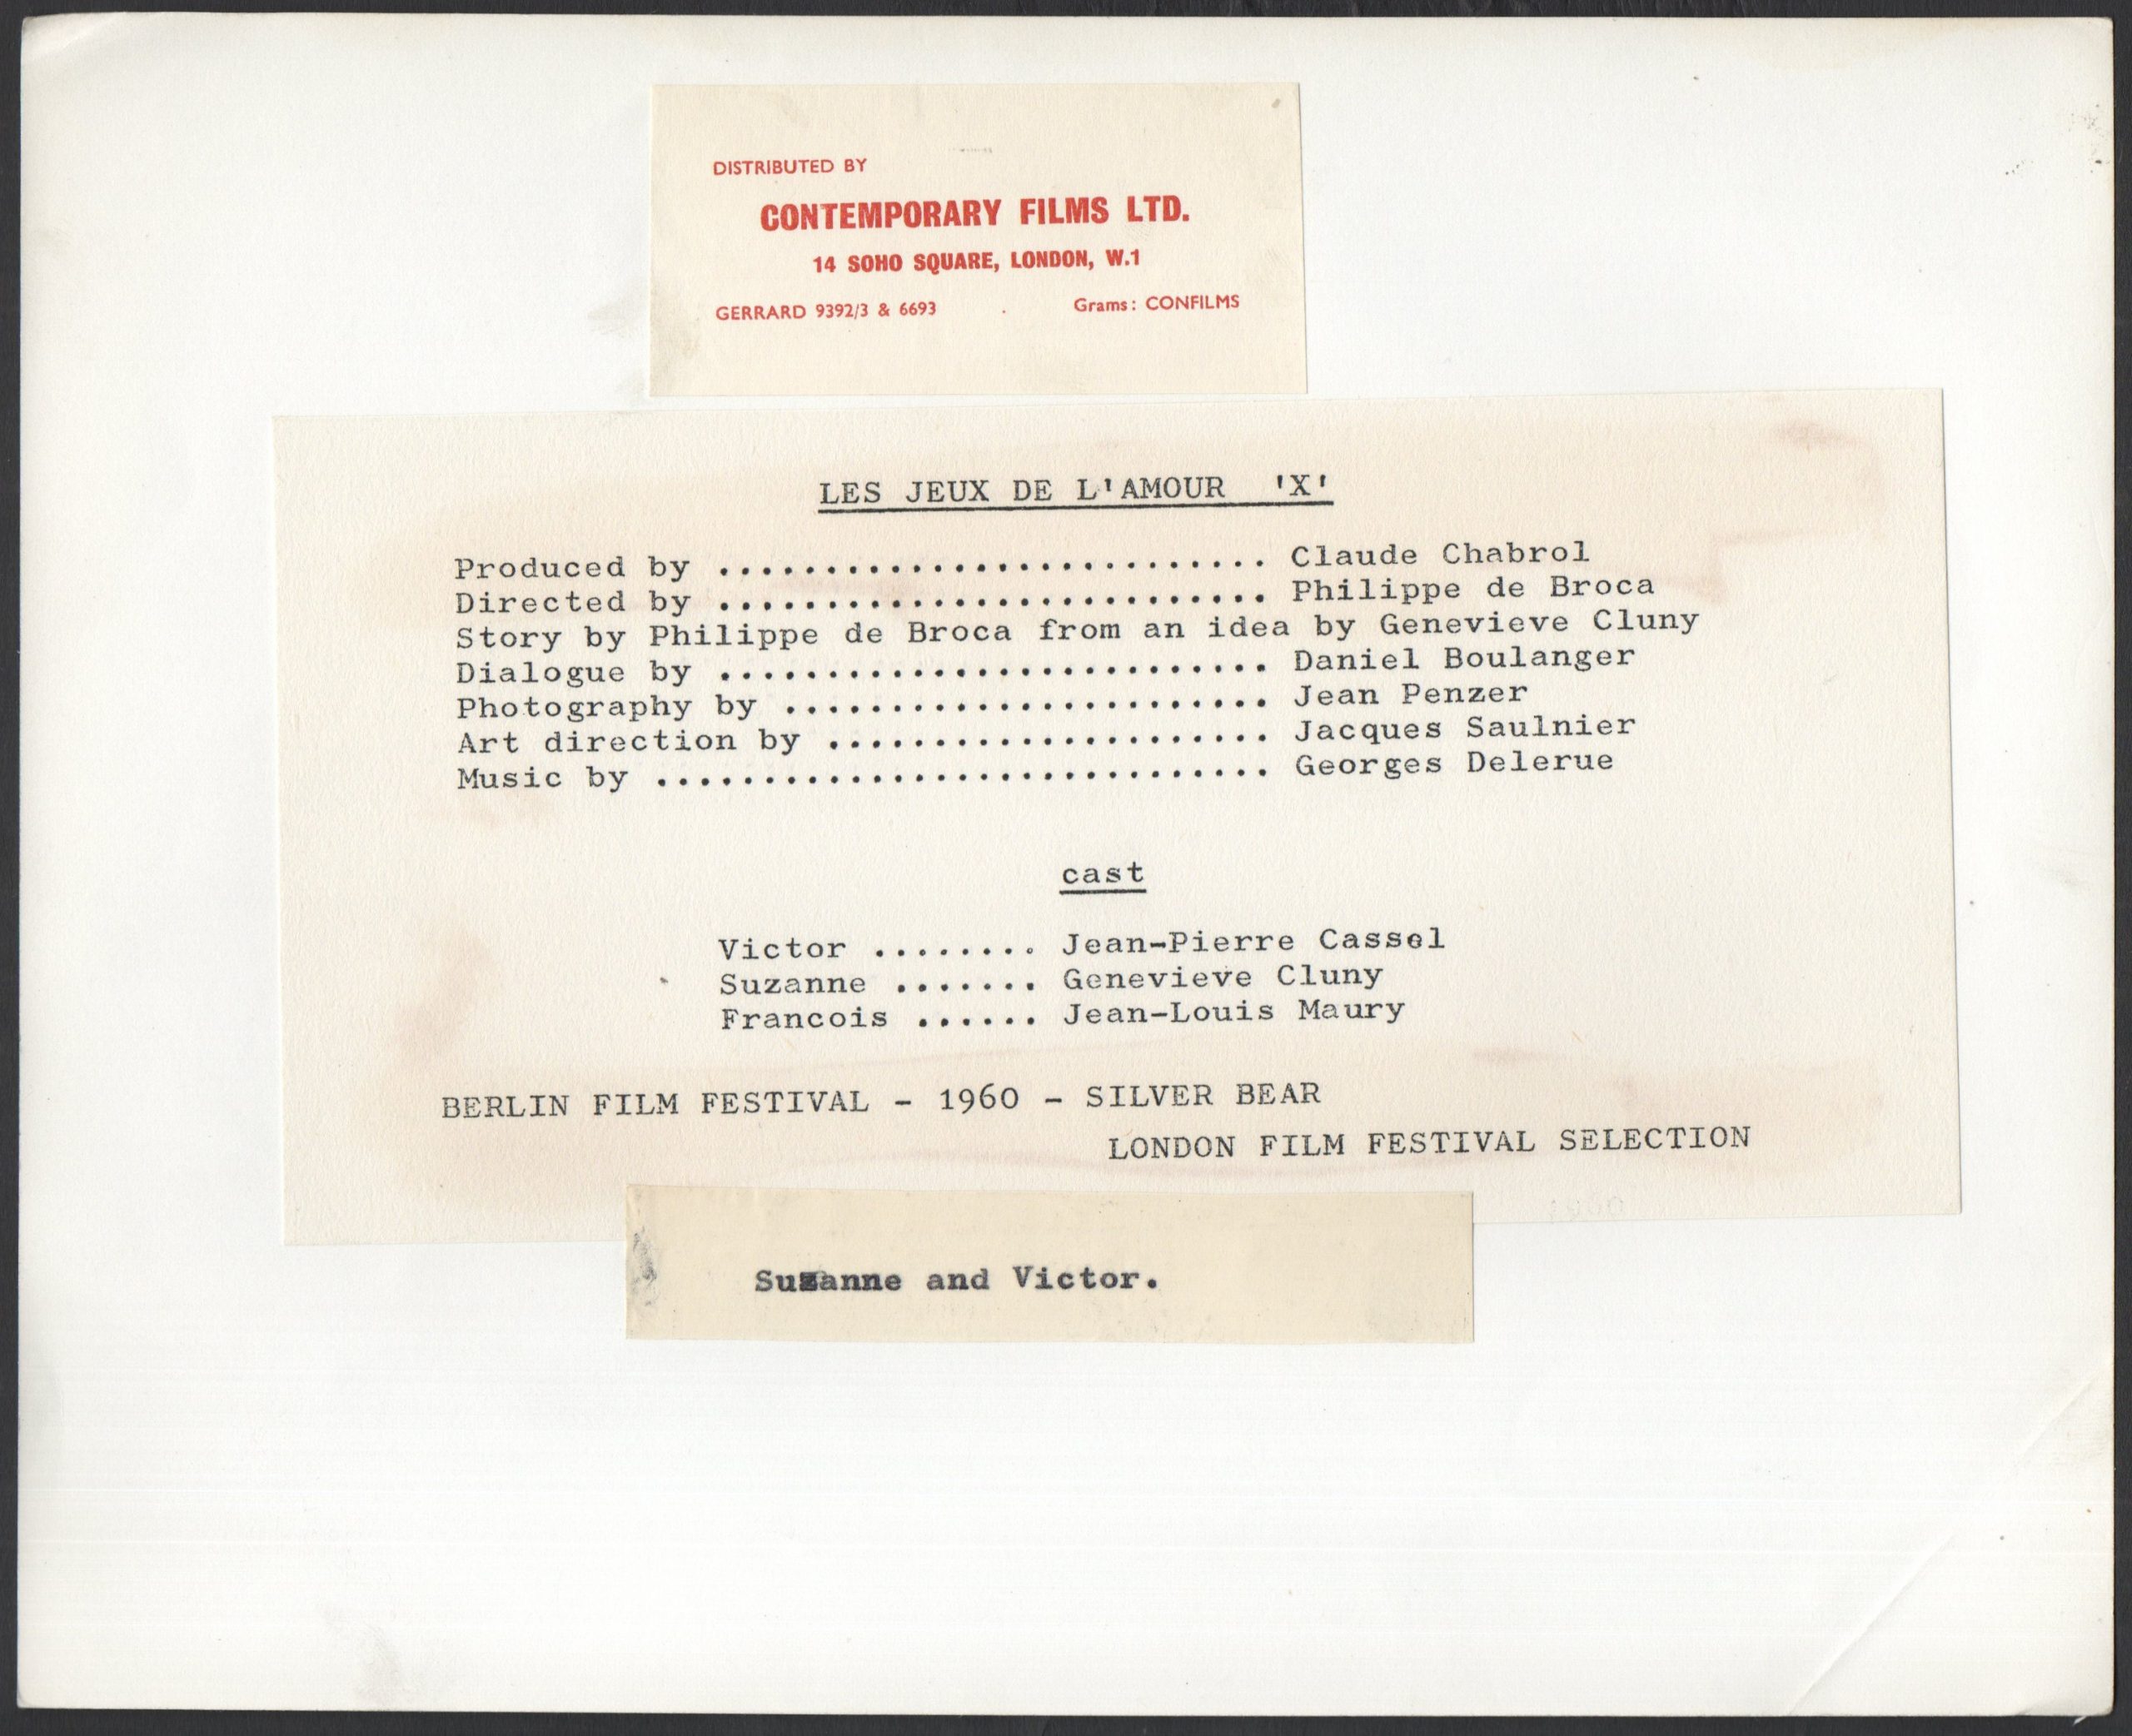 DISTRIBUTED BY
CONTEMPORARY FILMS LTD.
14 SOHO SQUARE, LONDON, W.1
GERRARD 9392/3 & 6693 . Grams: CONFILMS
LES JEUX DE L'AMOUR 'X'
Produced by .......................... Claude Chabrol
Directed by .......................... Philippe de Broca
Story by Philippe de Broca from an idea by Genevieve Cluny
Dialogue by .......................... Daniel Boulanger
Photography by ....................... Jean Penzer
Art direction by ..................... Jacques Saulnier
Music by ............................. Georges Delerue
cast
Victor ........ Jean-Pierre Cassel
Suzanne ....... Genevieve Cluny
Francois ...... Jean-Louis Maury
BERLIN FILM FESTIVAL - 1960 - SILVER BEAR
LONDON FILM FESTIVAL SELECTION
Suzanne and Victor.